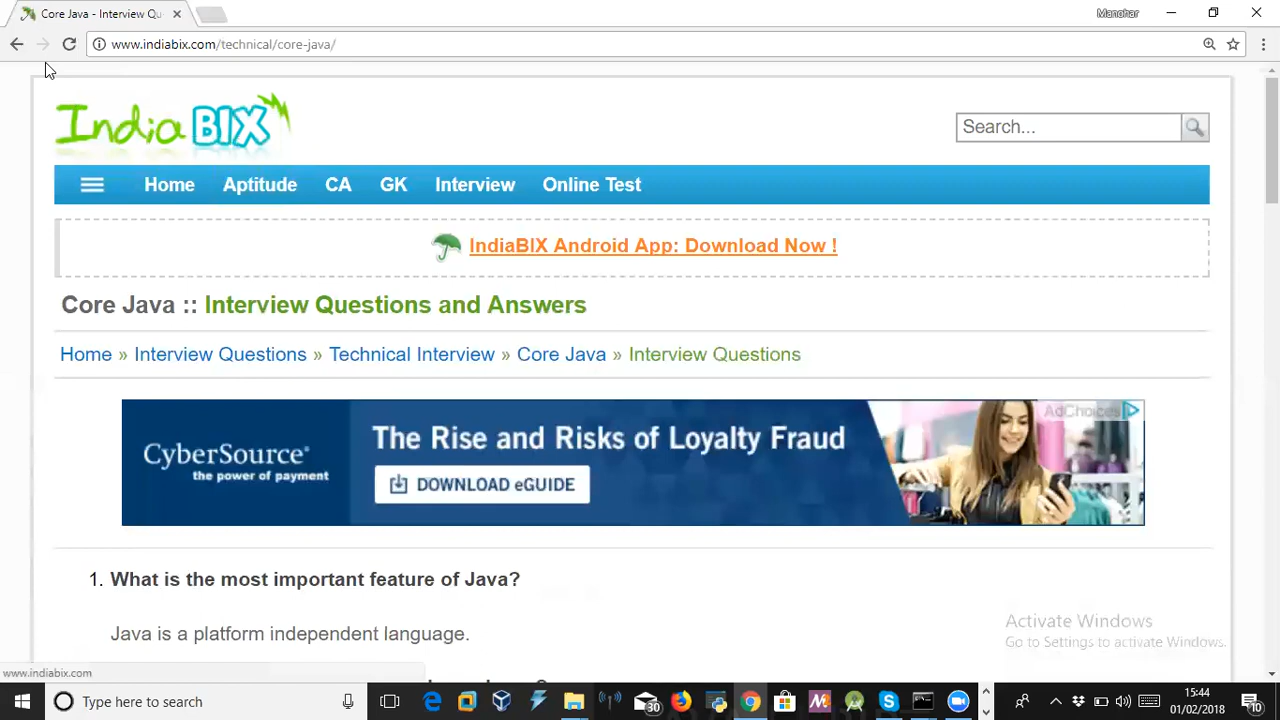 Core Java - Interview Qu
Manohar
www.indiabix.com/technical/core-java/
India BIX
Search...
Home Aptitude CA GK Interview Online Test
IndiaBIX Android App: Download Now !
Core Java :: Interview Questions and Answers
Home » Interview Questions » Technical Interview » Core Java » Interview Questions
AdChoices
CyberSource®
the power of payment
The Rise and Risks of Loyalty Fraud
DOWNLOAD eGUIDE
1. What is the most important feature of Java?
Java is a platform independent language.
Activate Windows
Go to Settings to activate Windows.
www.indiabix.com
Type here to search
30
15:44
01/02/2018
10